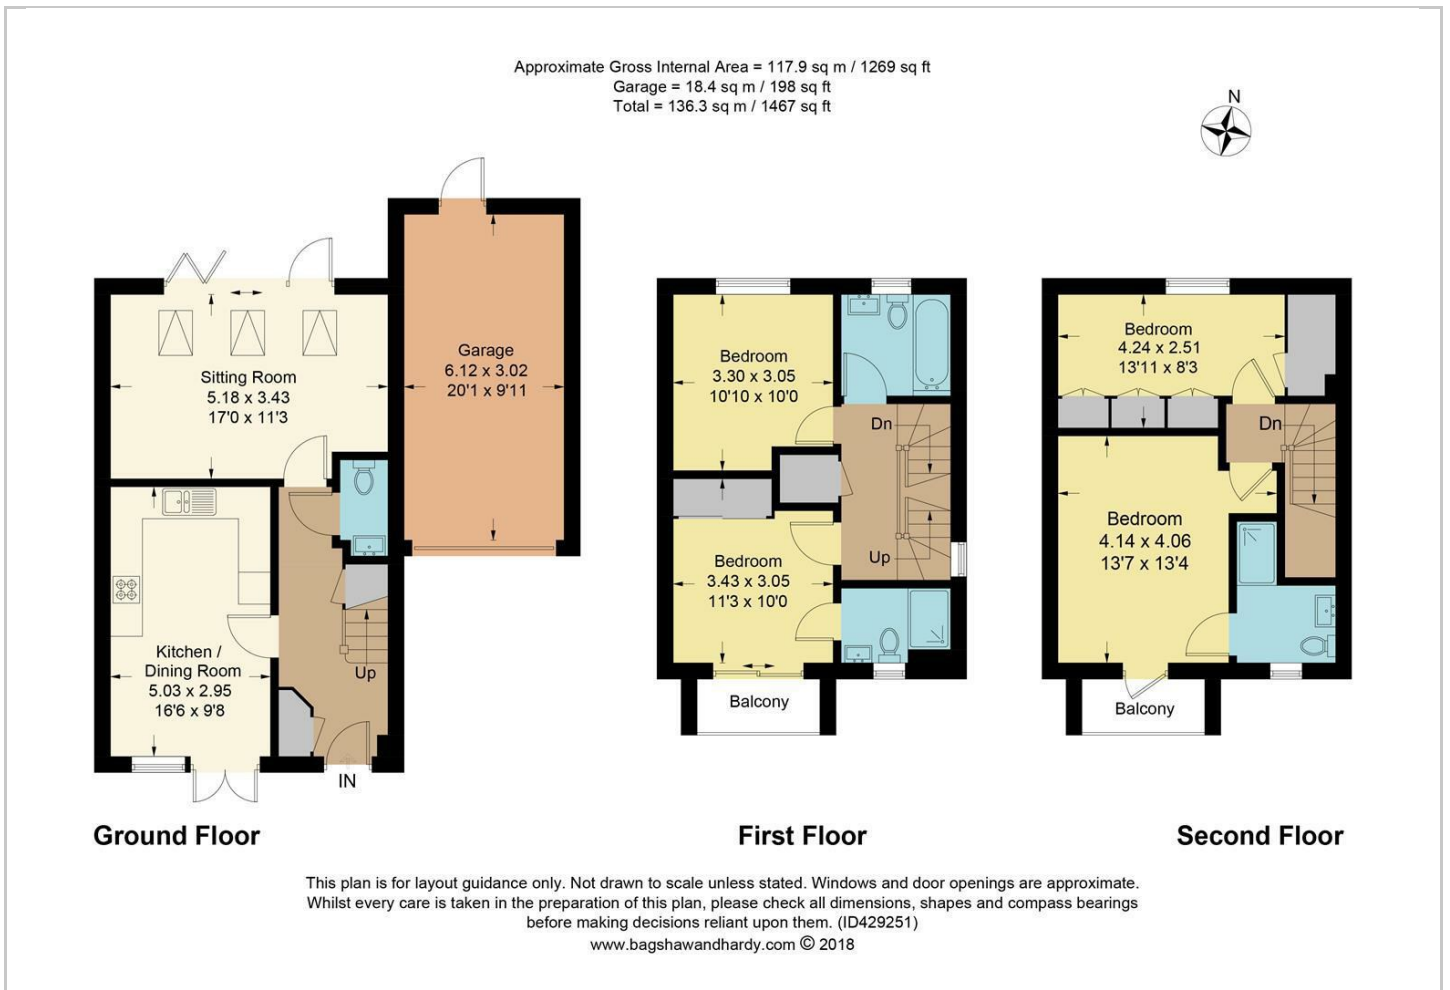 Approximate Gross Internal Area = 117.9 sq m / 1269 sq ft
Garage = 18.4 sq m / 198 sq ft
Total = 136.3 sq m / 1467 sq ft
N
Sitting Room
5.18 x 3.43
17'0 x 11'3
Garage
6.12 x 3.02
20'1 x 9'11
Kitchen /
Dining Room
5.03 x 2.95
16'6 x 9'8
Up
IN
Ground Floor
Bedroom
3.30 x 3.05
10'10 x 10'0
Dn
Up
Bedroom
3.43 x 3.05
11'3 x 10'0
Balcony
First Floor
Bedroom
4.24 x 2.51
13'11 x 8'3
Dn
Bedroom
4.14 x 4.06
13'7 x 13'4
Balcony
Second Floor
This plan is for layout guidance only. Not drawn to scale unless stated. Windows and door openings are approximate.
Whilst every care is taken in the preparation of this plan, please check all dimensions, shapes and compass bearings
before making decisions reliant upon them. (ID429251)
www.bagshawandhardy.com © 2018